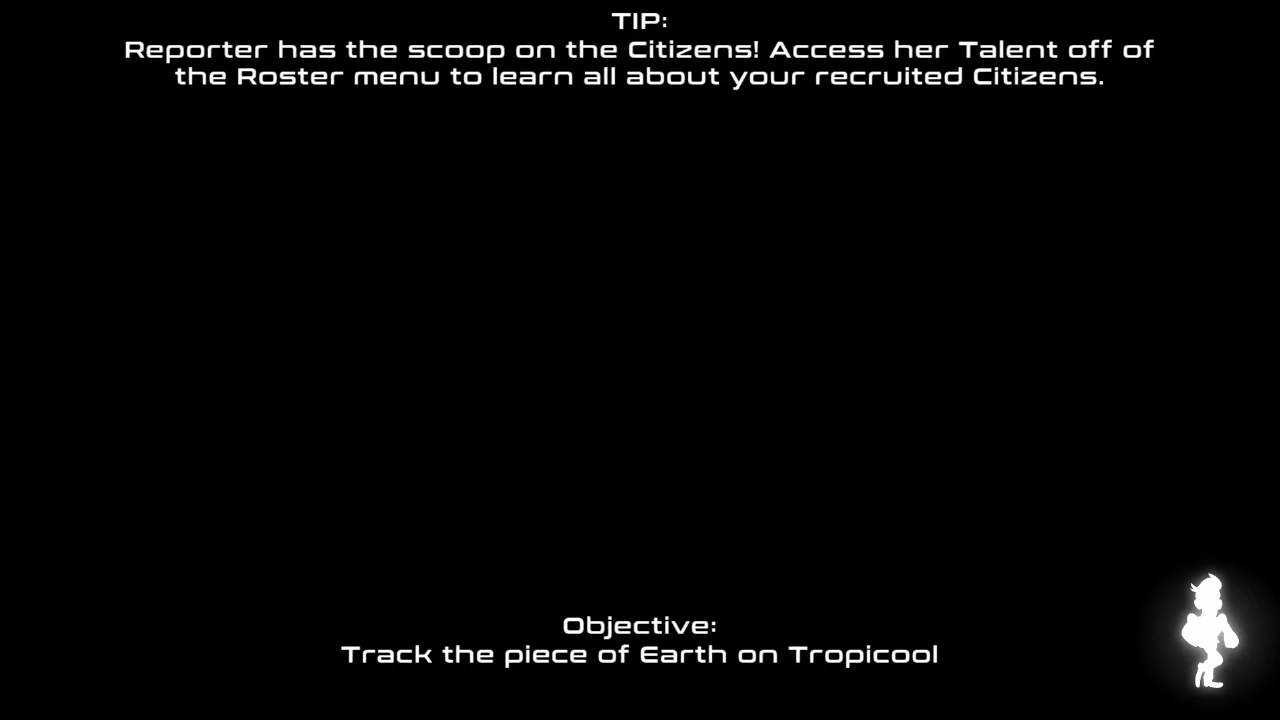 TIP:
Reporter has the scoop on the Citizens! Access her Talent off of
the Roster menu to learn all about your recruited Citizens.
Objective:
Track the piece of Earth on Tropicool